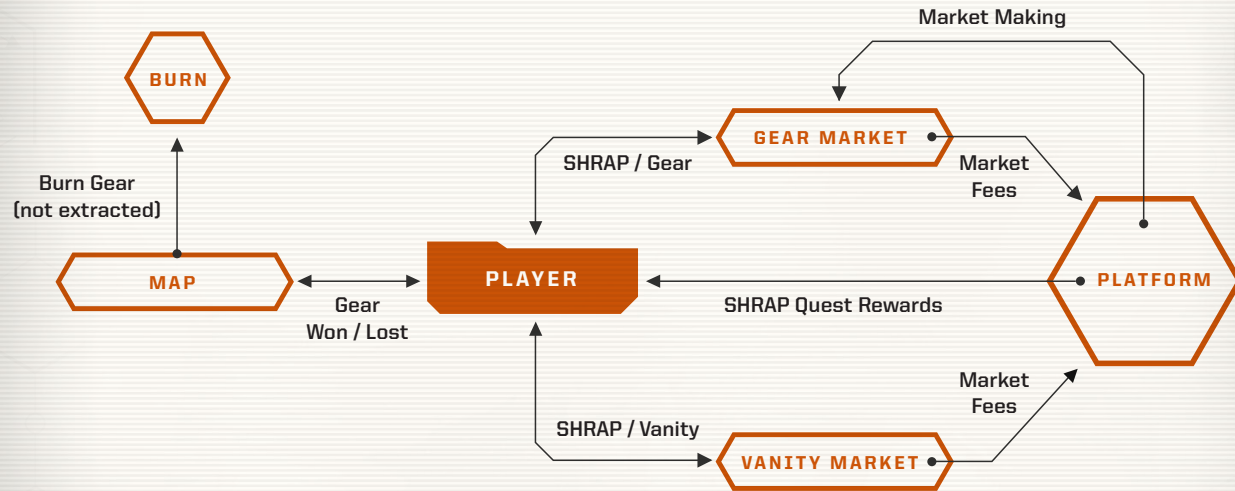 Market Making
BURN
GEAR MARKET
SHRAP / Gear
Market
Fees
Burn Gear
(not extracted)
MAP
PLAYER
PLATFORM
Gear
Won / Lost
SHRAP Quest Rewards
Market
Fees
SHRAP / Vanity
VANITY MARKET